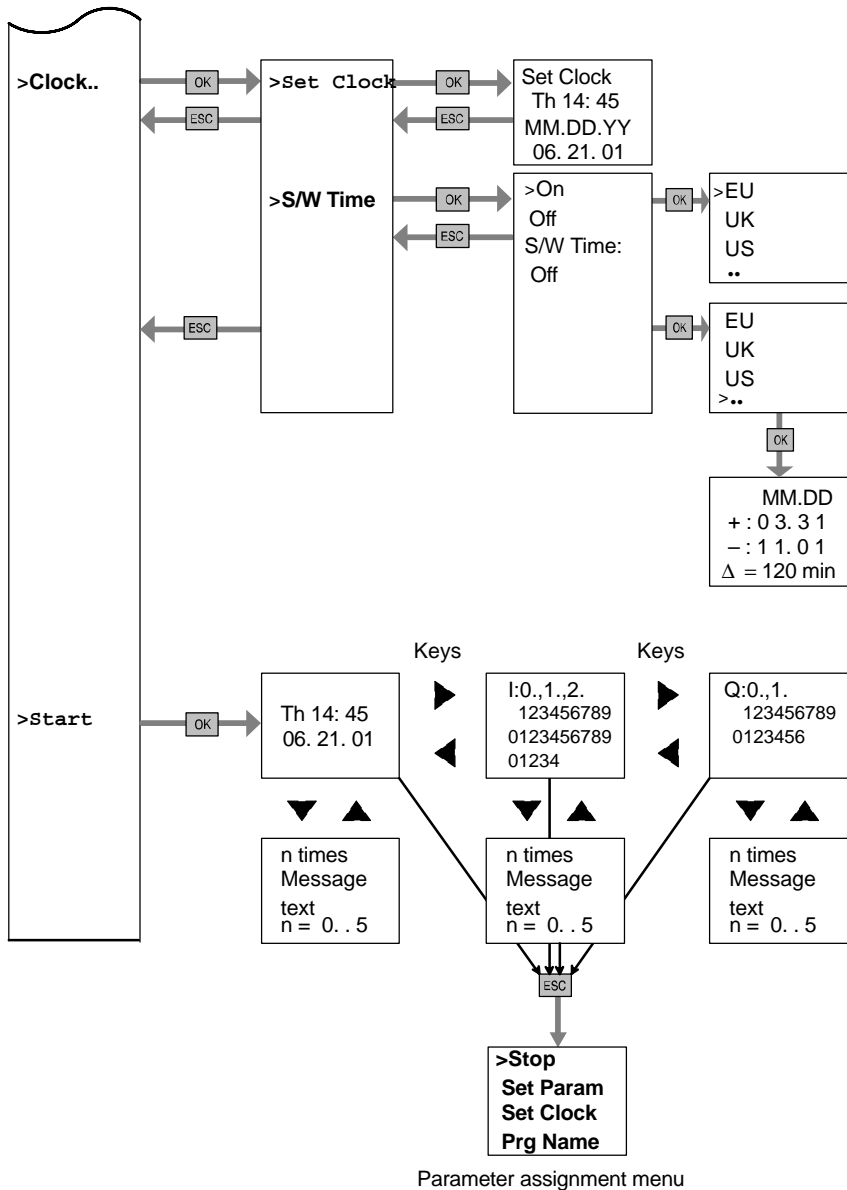 >Clock..
OK
ESC
>Set Clock
OK
ESC
Set Clock
Th 14: 45
MM.DD.YY
06. 21. 01
>S/W Time
OK
ESC
>On
Off
S/W Time:
Off
OK
>EU
UK
US
..
ESC
OK
EU
UK
US
>..
OK
MM.DD
+ : 0 3. 3 1
– : 1 1. 0 1
Δ = 120 min
>Start
OK
Th 14: 45
06. 21. 01
Keys
I:0.,1.,2.
123456789
0123456789
01234
Keys
Q:0.,1.
123456789
0123456
n times
Message
text
n = 0. . 5
n times
Message
text
n = 0. . 5
n times
Message
text
n = 0. . 5
ESC
>Stop
Set Param
Set Clock
Prg Name
Parameter assignment menu